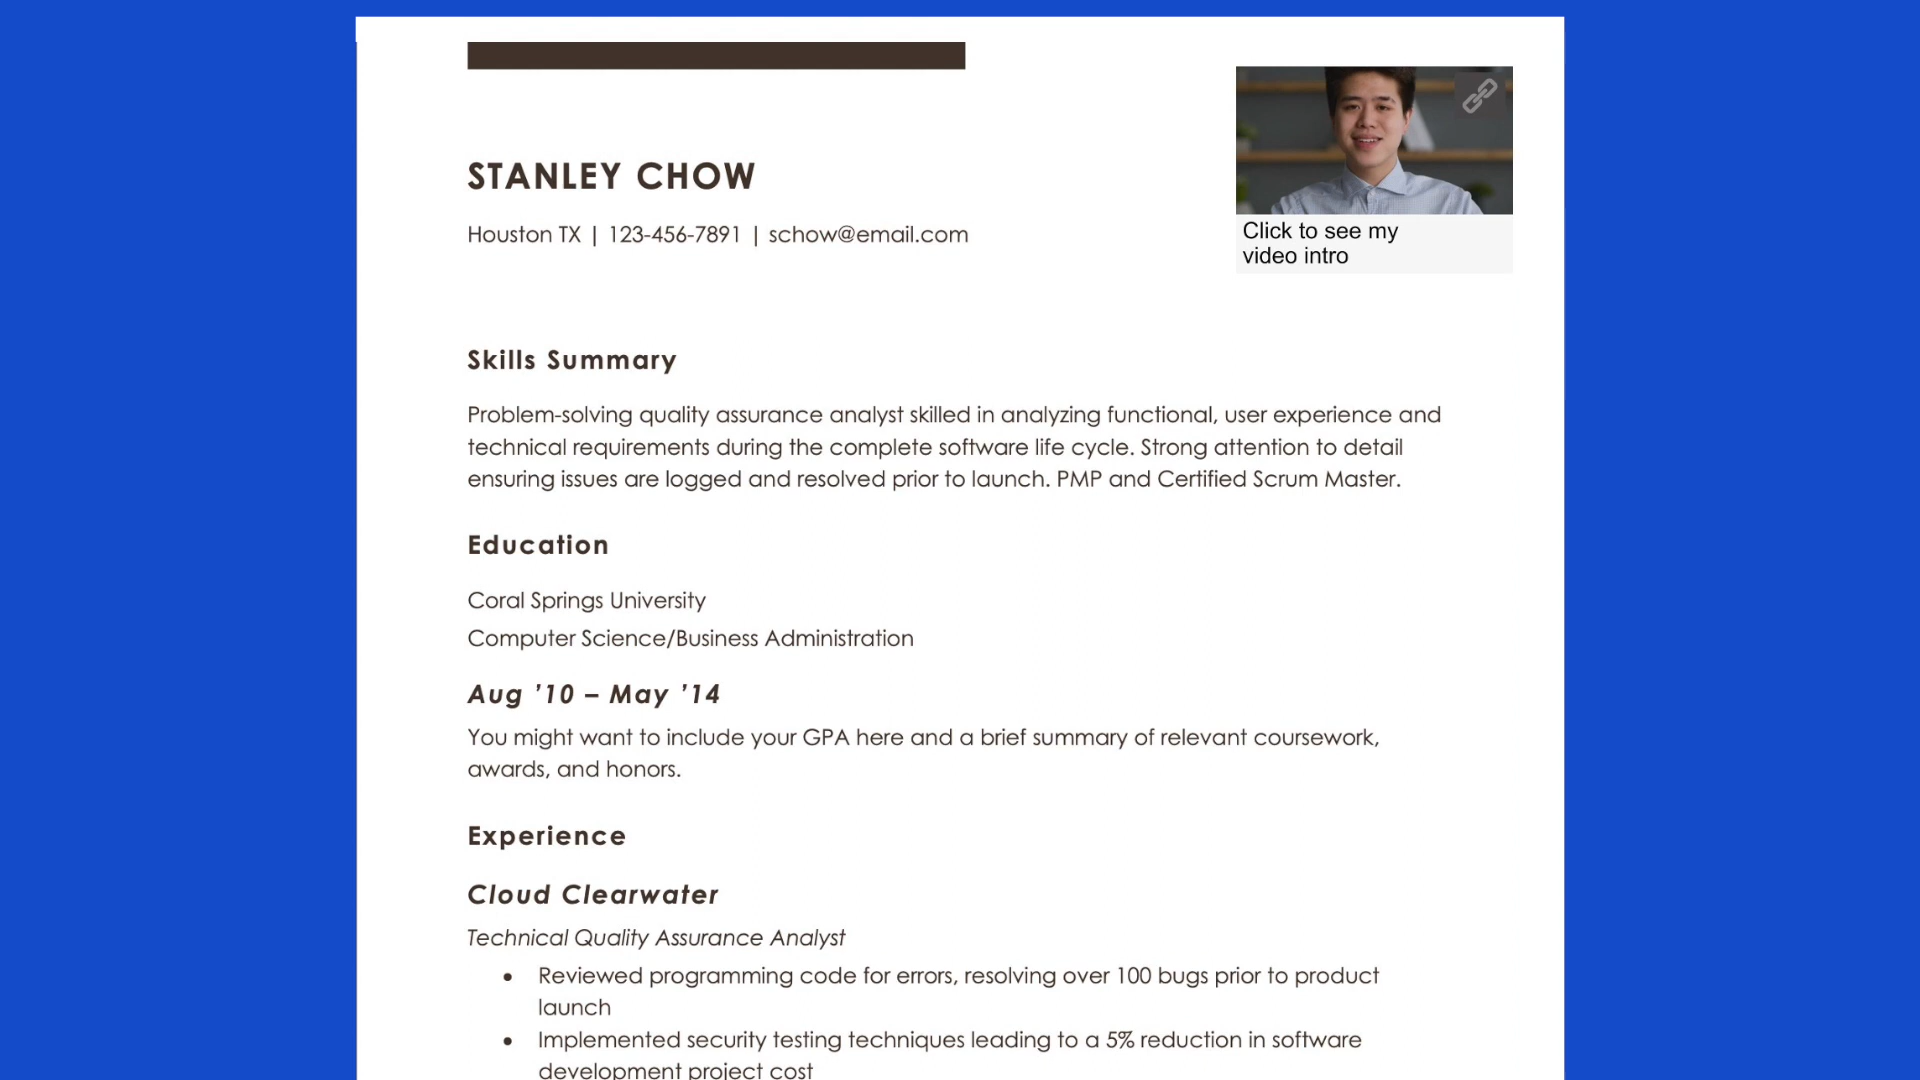 STANLEY CHOW
Houston TX | 123-456-7891 | schow@email.com
Click to see my
video intro
Skills Summary
Problem-solving quality assurance analyst skilled in analyzing functional, user experience and
technical requirements during the complete software life cycle. Strong attention to detail
ensuring issues are logged and resolved prior to launch. PMP and Certified Scrum Master.
Education
Coral Springs University
Computer Science/Business Administration
Aug ’10 – May ’14
You might want to include your GPA here and a brief summary of relevant coursework,
awards, and honors.
Experience
Cloud Clearwater
Technical Quality Assurance Analyst
• Reviewed programming code for errors, resolving over 100 bugs prior to product
launch
• Implemented security testing techniques leading to a 5% reduction in software
development project cost